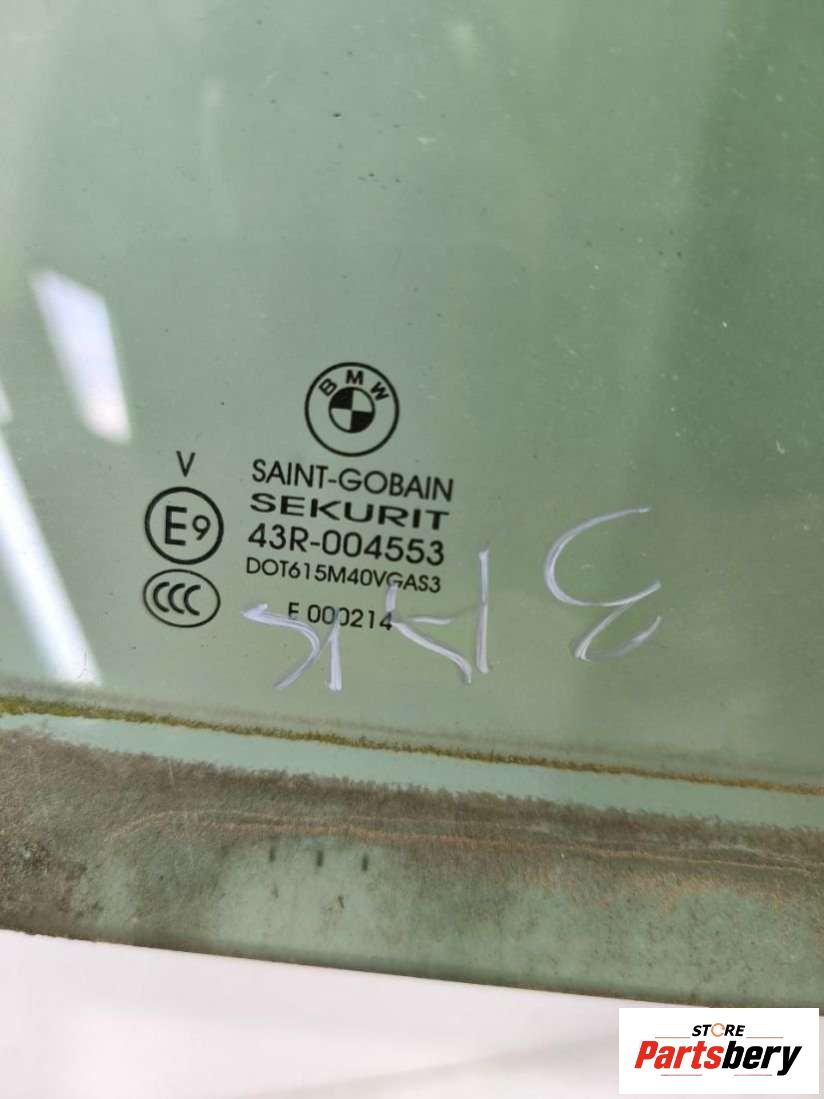 BMW
V
SAINT-GOBAIN
SEKURIT
E9
43R-004553
DOT615M40VGAS3
CCC
E 000214
STORE
Partsbery